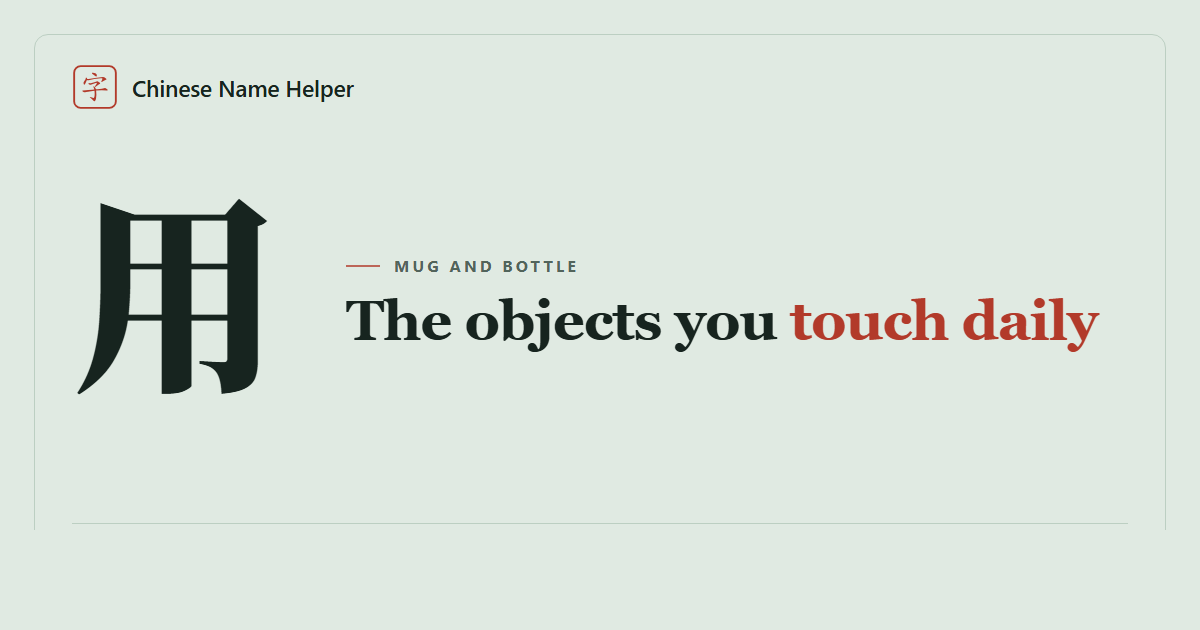 字 Chinese Name Helper
用
MUG AND BOTTLE
The objects you touch daily